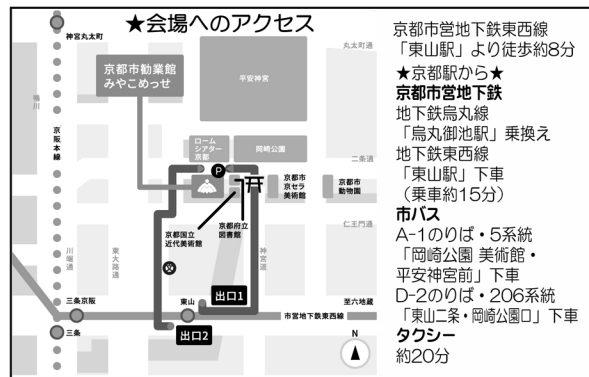 ★会場へのアクセス
神宮丸太町
丸太町通
京都市勧業館
みやこめっせ
平安神宮
鴨川
京阪本線
ローム
シアター
京都
岡崎公園
二条通
P
京都市
京セラ
美術館
京都市
動物園
京都国立
近代美術館
京都府立
図書館
仁王門通
川端通
東大路通
神宮道
出口1
三条京阪
東山
至六地蔵
市営地下鉄東西線
三条
出口2
N
京都市営地下鉄東西線
「東山駅」より徒歩約8分
★京都駅から★
京都市営地下鉄
地下鉄烏丸線
「烏丸御池駅」乗換え
地下鉄東西線
「東山駅」下車
（乗車約15分）
市バス
A-1のりば・5系統
「岡崎公園 美術館・
平安神宮前」下車
D-2のりば・206系統
「東山二条・岡崎公園口」下車
タクシー
約20分